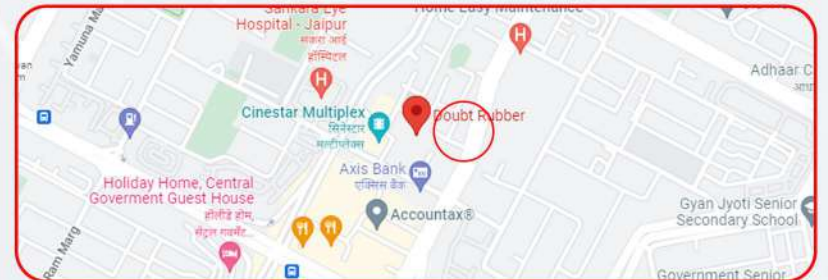 Sankara Eye
Hospital - Jaipur
संकरा आई
हॉस्पिटल
Home Easy Maintenance
Yamuna Ma
Adhaar C
Cinestar Multiplex
सिनेस्टार
मल्टीप्लेक्स
Doubt Rubber
Axis Bank
एक्सिस बैंक
Holiday Home, Central
Goverment Guest House
हॉलीडे होम,
सेंट्रल गवर्मेंट...
Accountax®
Gyan Jyoti Senior
Secondary School
Ram Marg
Government Senior